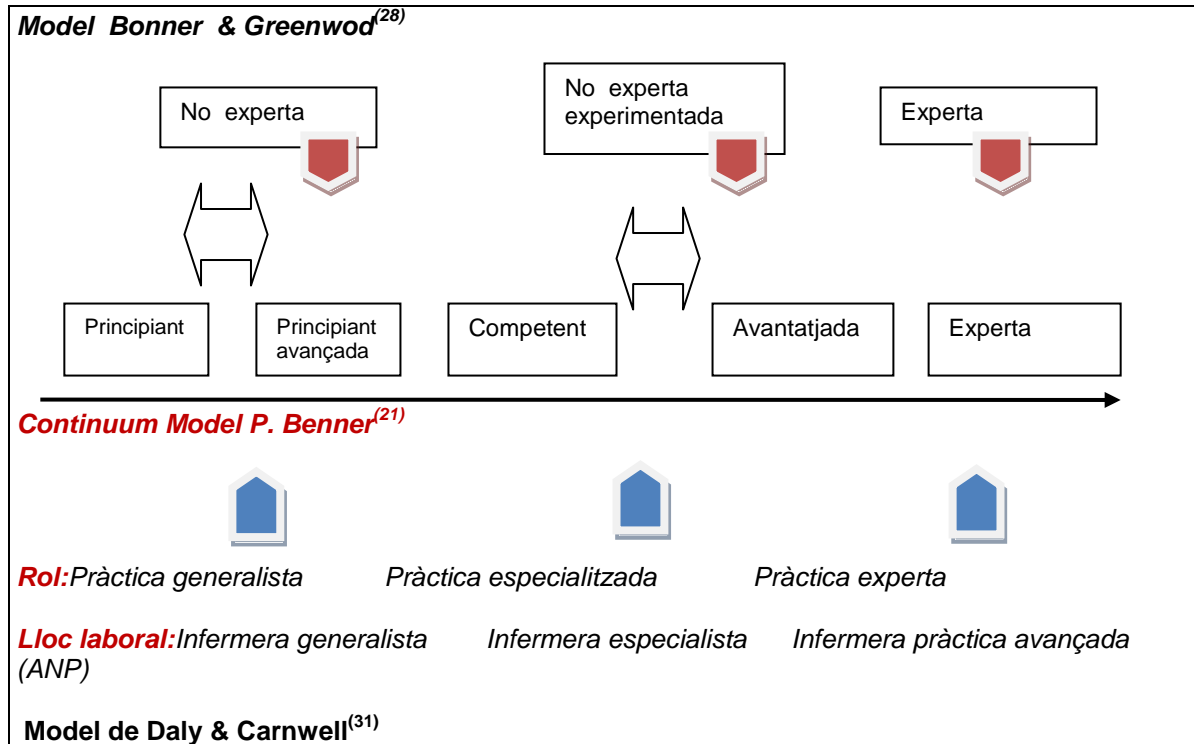 Model Bonner & Greenwod(28)
No experta
No experta
experimentada
Experta
Principiant
Principiant
avançada
Competent
Avantatjada
Experta
Continuum Model P. Benner(21)
Rol:Pràctica generalista Pràctica especialitzada Pràctica experta
Lloc laboral:Infermera generalista Infermera especialista Infermera pràctica avançada
(ANP)
Model de Daly & Carnwell(31)